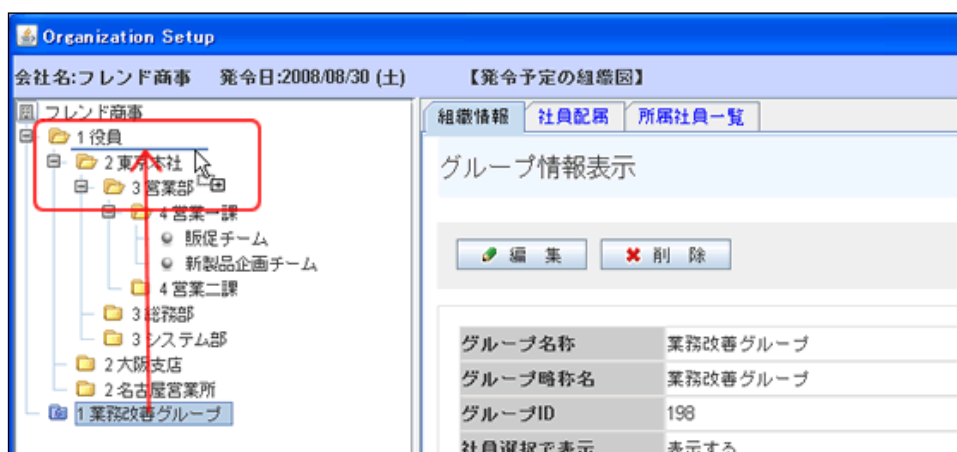 Organization Setup
会社名:フレンド商事 発令日:2008/08/30 (土) 【発令予定の組織図】
フレンド商事
1 役員
2 東京本社
3 営業部
4 営業一課
販促チーム
新製品企画チーム
4 営業二課
3 総務部
3 システム部
2 大阪支店
2 名古屋営業所
1 業務改善グループ
組織情報 社員配属 所属社員一覧
グループ情報表示
編 集 削 除
グループ名称 業務改善グループ
グループ略称名 業務改善グループ
グループID 198
社員選択で表示 表示する